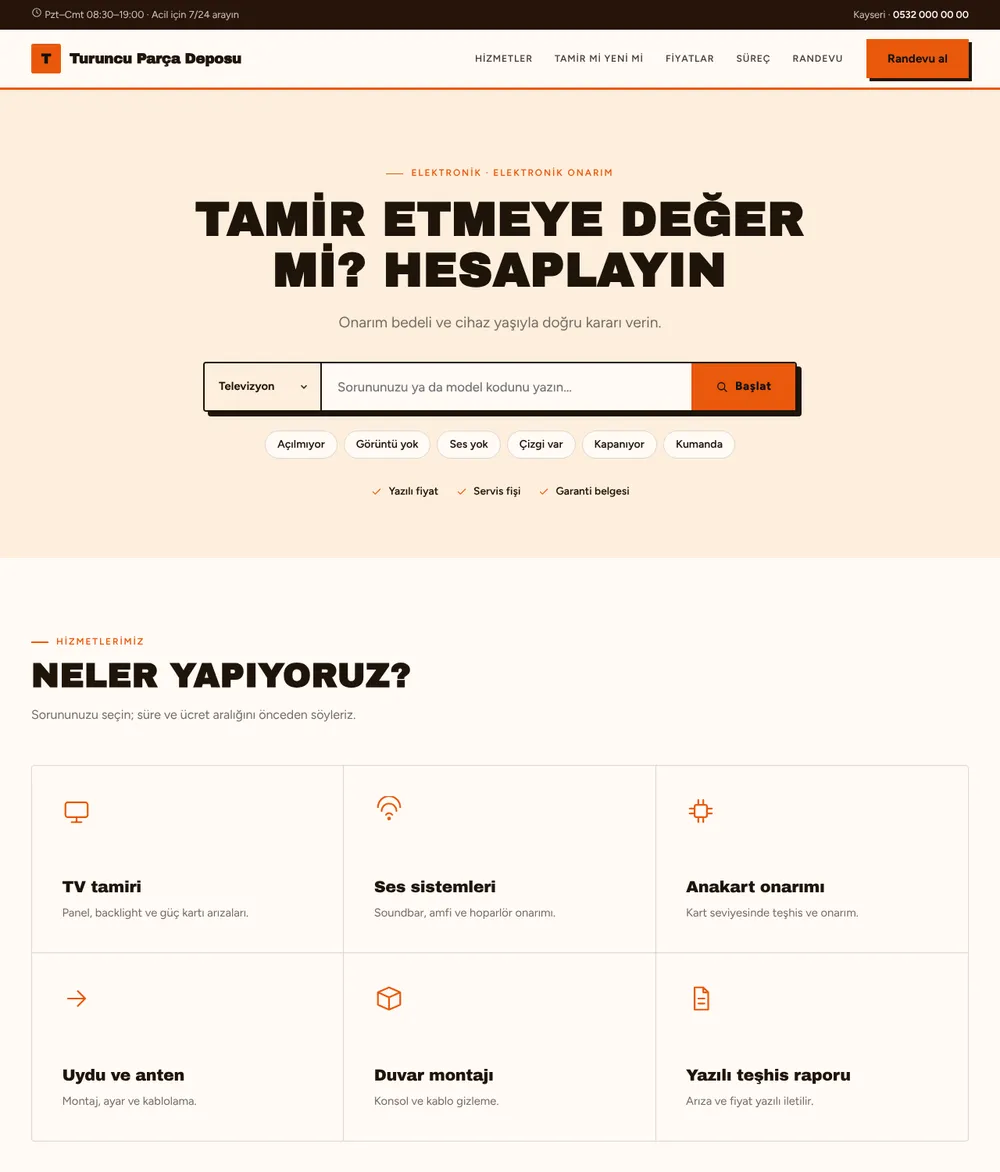 Pzt–Cmt 08:30–19:00 · Acil için 7/24 arayın
Kayseri · 0532 000 00 00
T
Turuncu Parça Deposu
HİZMETLER
TAMİR Mİ YENİ Mİ
FİYATLAR
SÜREÇ
RANDEVU
Randevu al
ELEKTRONİK · ELEKTRONİK ONARIM
TAMİR ETMEYE DEĞER
Mİ? HESAPLAYIN
Onarım bedeli ve cihaz yaşıyla doğru kararı verin.
Televizyon
Sorununuzu ya da model kodunu yazın...
Başlat
Açılmıyor
Görüntü yok
Ses yok
Çizgi var
Kapanıyor
Kumanda
Yazılı fiyat
Servis fişi
Garanti belgesi
HİZMETLERİMİZ
NELER YAPIYORUZ?
Sorununuzu seçin; süre ve ücret aralığını önceden söyleriz.
TV tamiri
Panel, backlight ve güç kartı arızaları.
Ses sistemleri
Soundbar, amfi ve hoparlör onarımı.
Anakart onarımı
Kart seviyesinde teşhis ve onarım.
Uydu ve anten
Montaj, ayar ve kablolama.
Duvar montajı
Konsol ve kablo gizleme.
Yazılı teşhis raporu
Arıza ve fiyat yazılı iletilir.